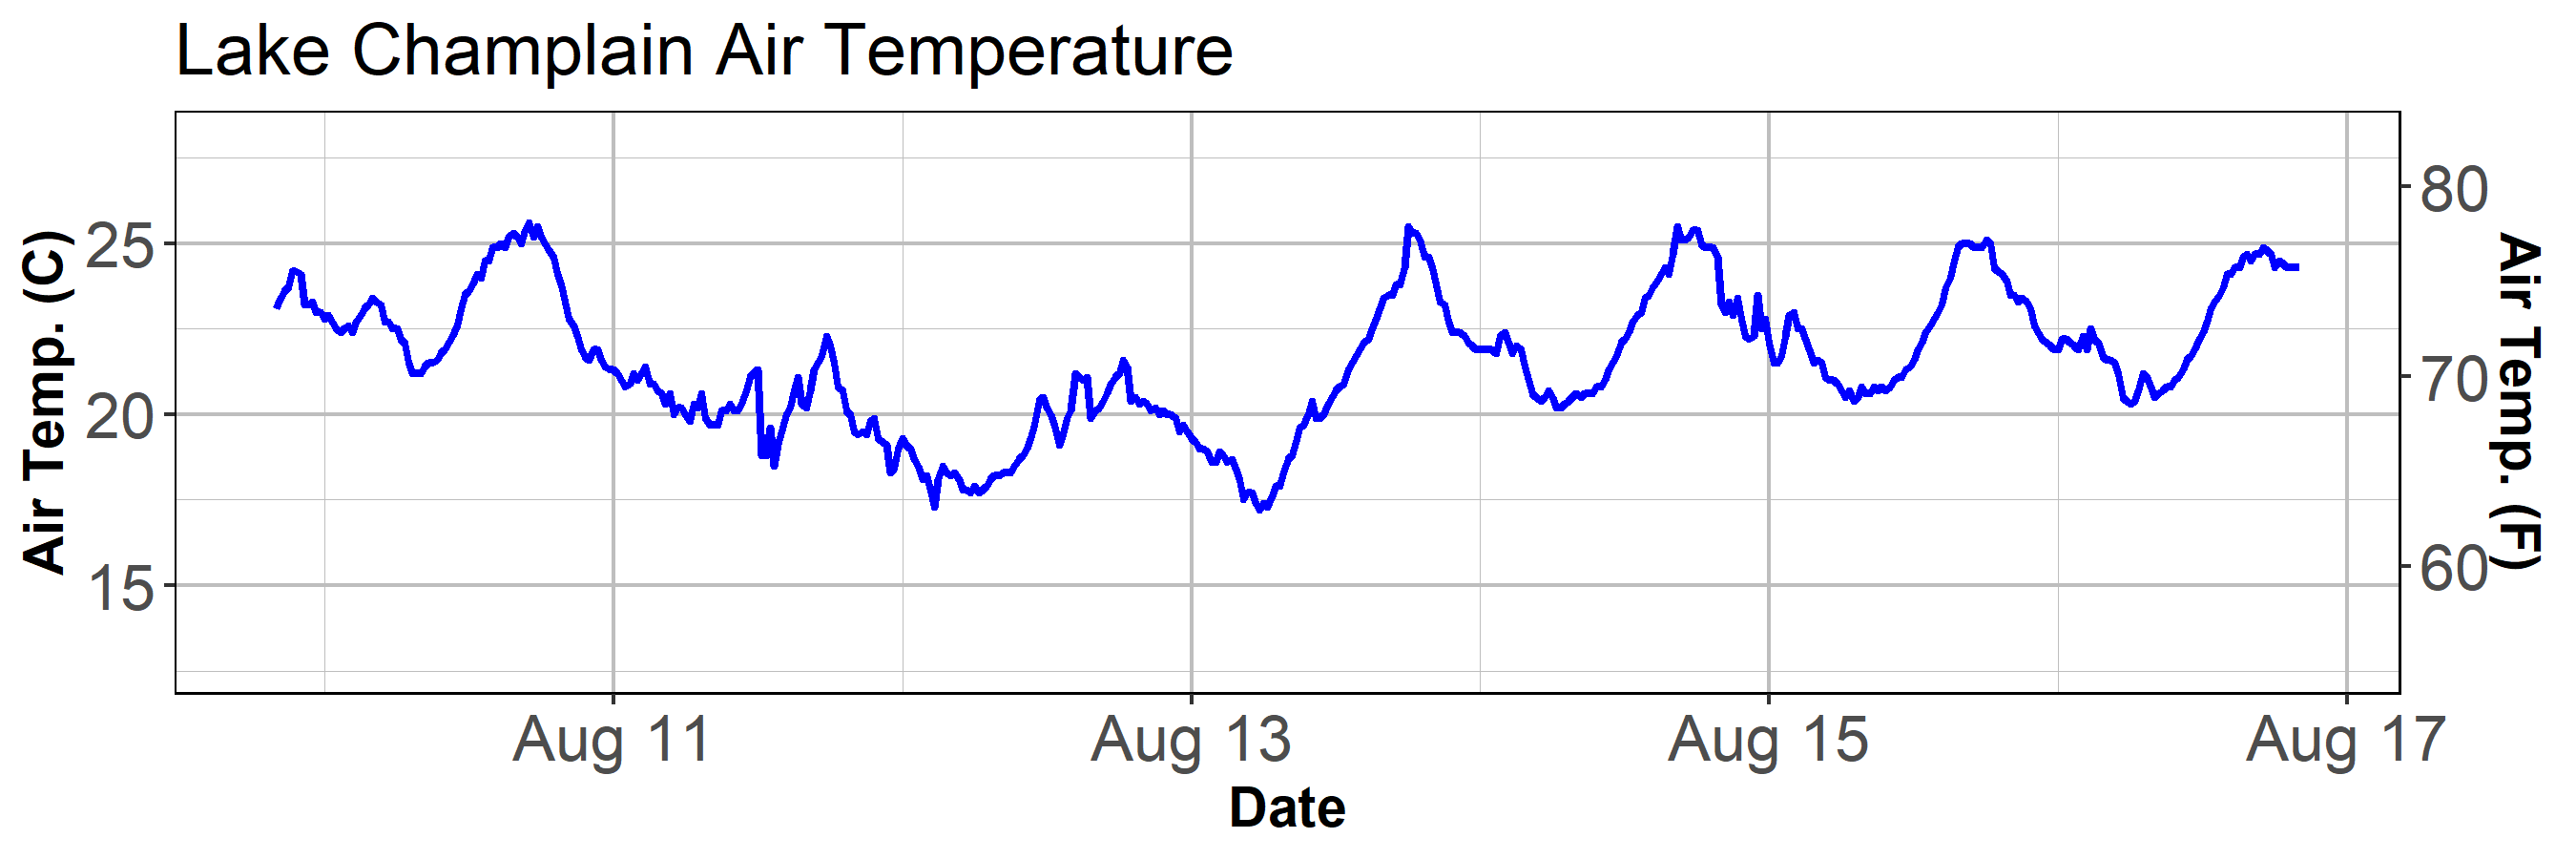 Lake Champlain Air Temperature
Air Temp. (C)
25
20
15
80
70
60
Air Temp. (F)
Aug 11
Aug 13
Aug 15
Aug 17
Date